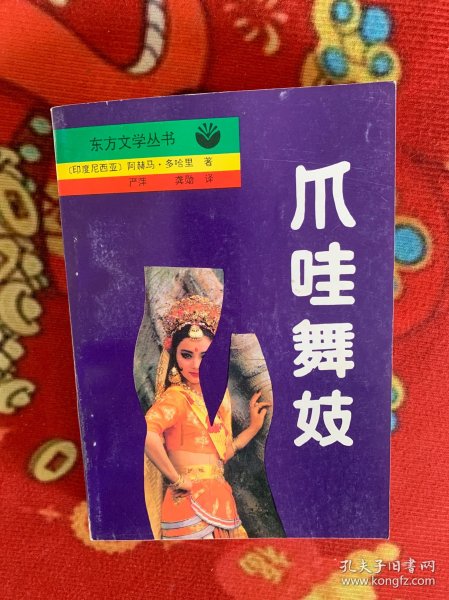 东方文学丛书
(印度尼西亚) 阿赫马·多哈里 著
严萍 龚勋 译
爪哇舞妓
孔夫子旧书网
www.kongfz.com